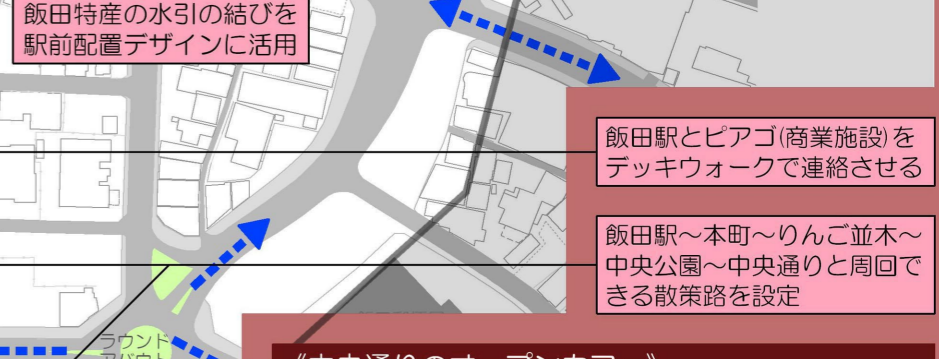 飯田特産の水引の結びを
駅前配置デザインに活用
飯田駅とピアゴ(商業施設)を
デッキウォークで連絡させる
飯田駅～本町～りんご並木～
中央公園～中央通りと周回で
きる散策路を設定
ラウンド
アバウト